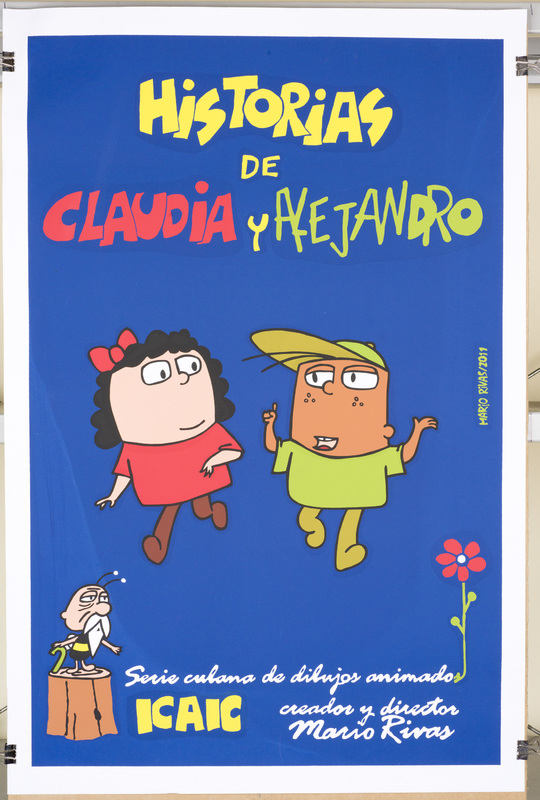 HISTORIAS
DE
CLAUDIA Y ALEJANDRO
MARIO RIVAS/2011
Serie cubana de dibujos animados
ICAIC
creador y director
Mario Rivas